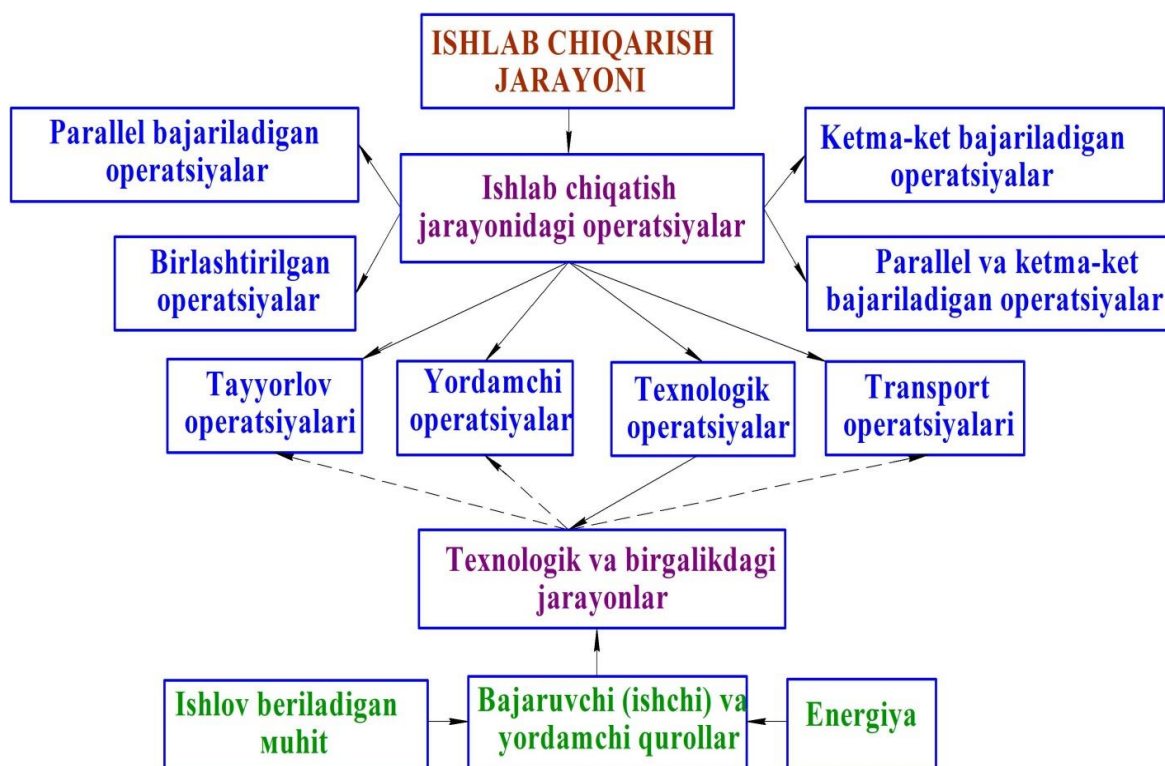 ISHLAB CHIQARISH
JARAYONI
Parallel bajariladigan
operatsiyalar
Ishlab chiqatish
jarayonidagi operatsiyalar
Ketma-ket bajariladigan
operatsiyalar
Birlashtirilgan
operatsiyalar
Parallel va ketma-ket
bajariladigan operatsiyalar
Tayyorlov
operatsiyalari
Yordamchi
operatsiyalar
Texnologik
operatsiyalar
Transport
operatsiyalari
Texnologik va birgalikdagi
jarayonlar
Ishlov beriladigan
мuhit
Bajaruvchi (ishchi) va
yordamchi qurollar
Energiya